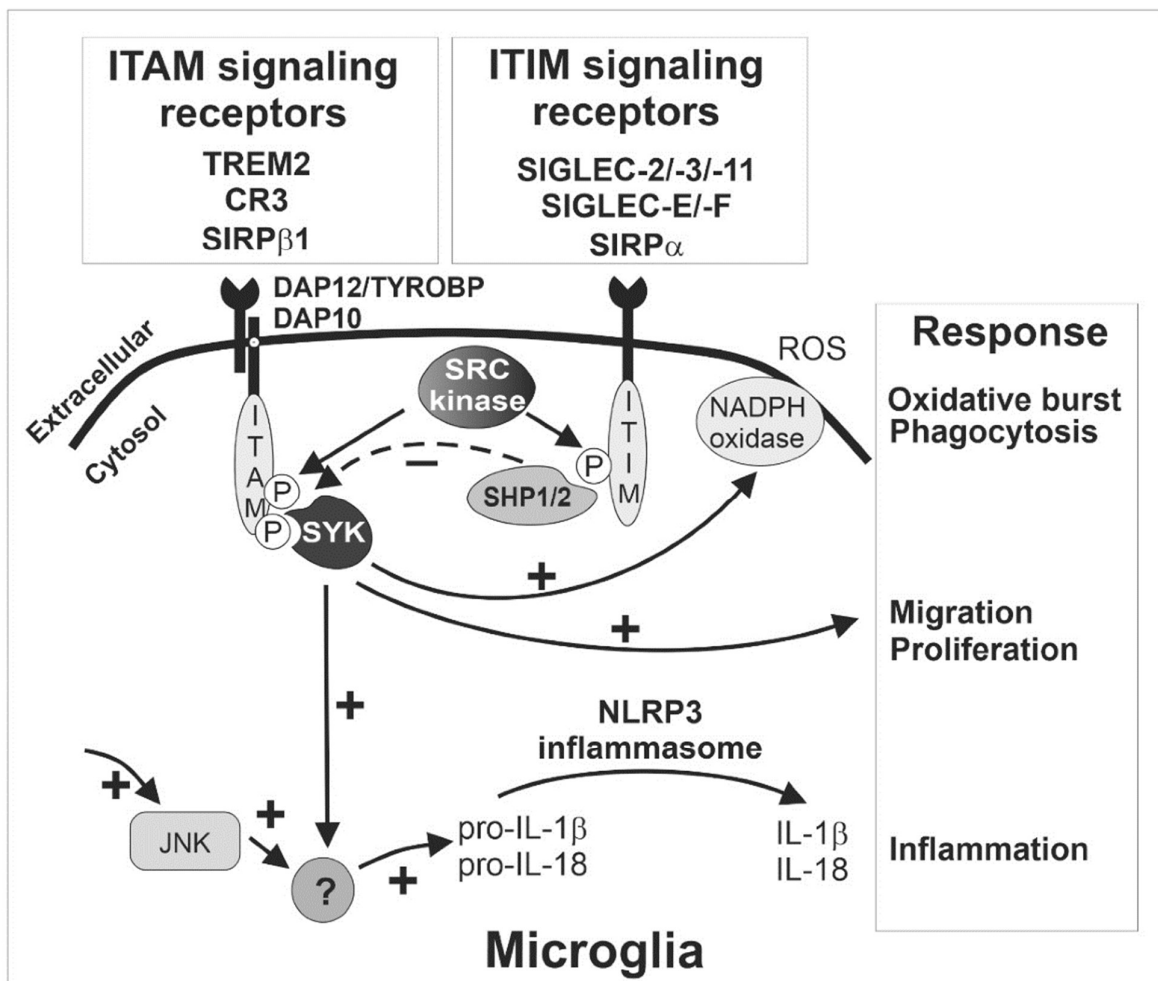 ITAM signaling
receptors
TREM2
CR3
SIRPβ1
ITIM signaling
receptors
SIGLEC-2/-3/-11
SIGLEC-E/-F
SIRPα
DAP12/TYROBP
DAP10
Extracellular
Cytosol
SRC
kinase
ITAM
P
P
SYK
–
SHP1/2
P
ITIM
ROS
NADPH
oxidase
Response
Oxidative burst
Phagocytosis
+
+
Migration
Proliferation
+
NLRP3
inflammasome
+
JNK
+
?
+
pro-IL-1β
pro-IL-18
IL-1β
IL-18
Inflammation
Microglia